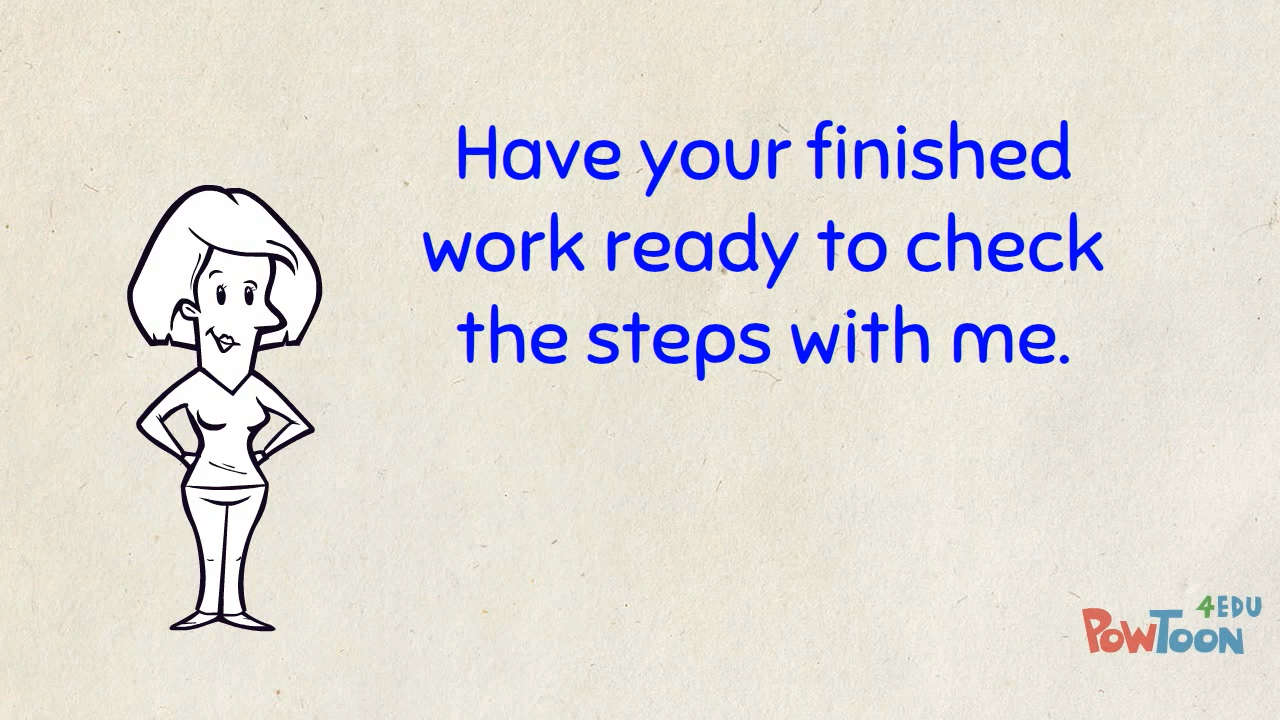 Have your finished
work ready to check
the steps with me.
4EDU
POWTOON